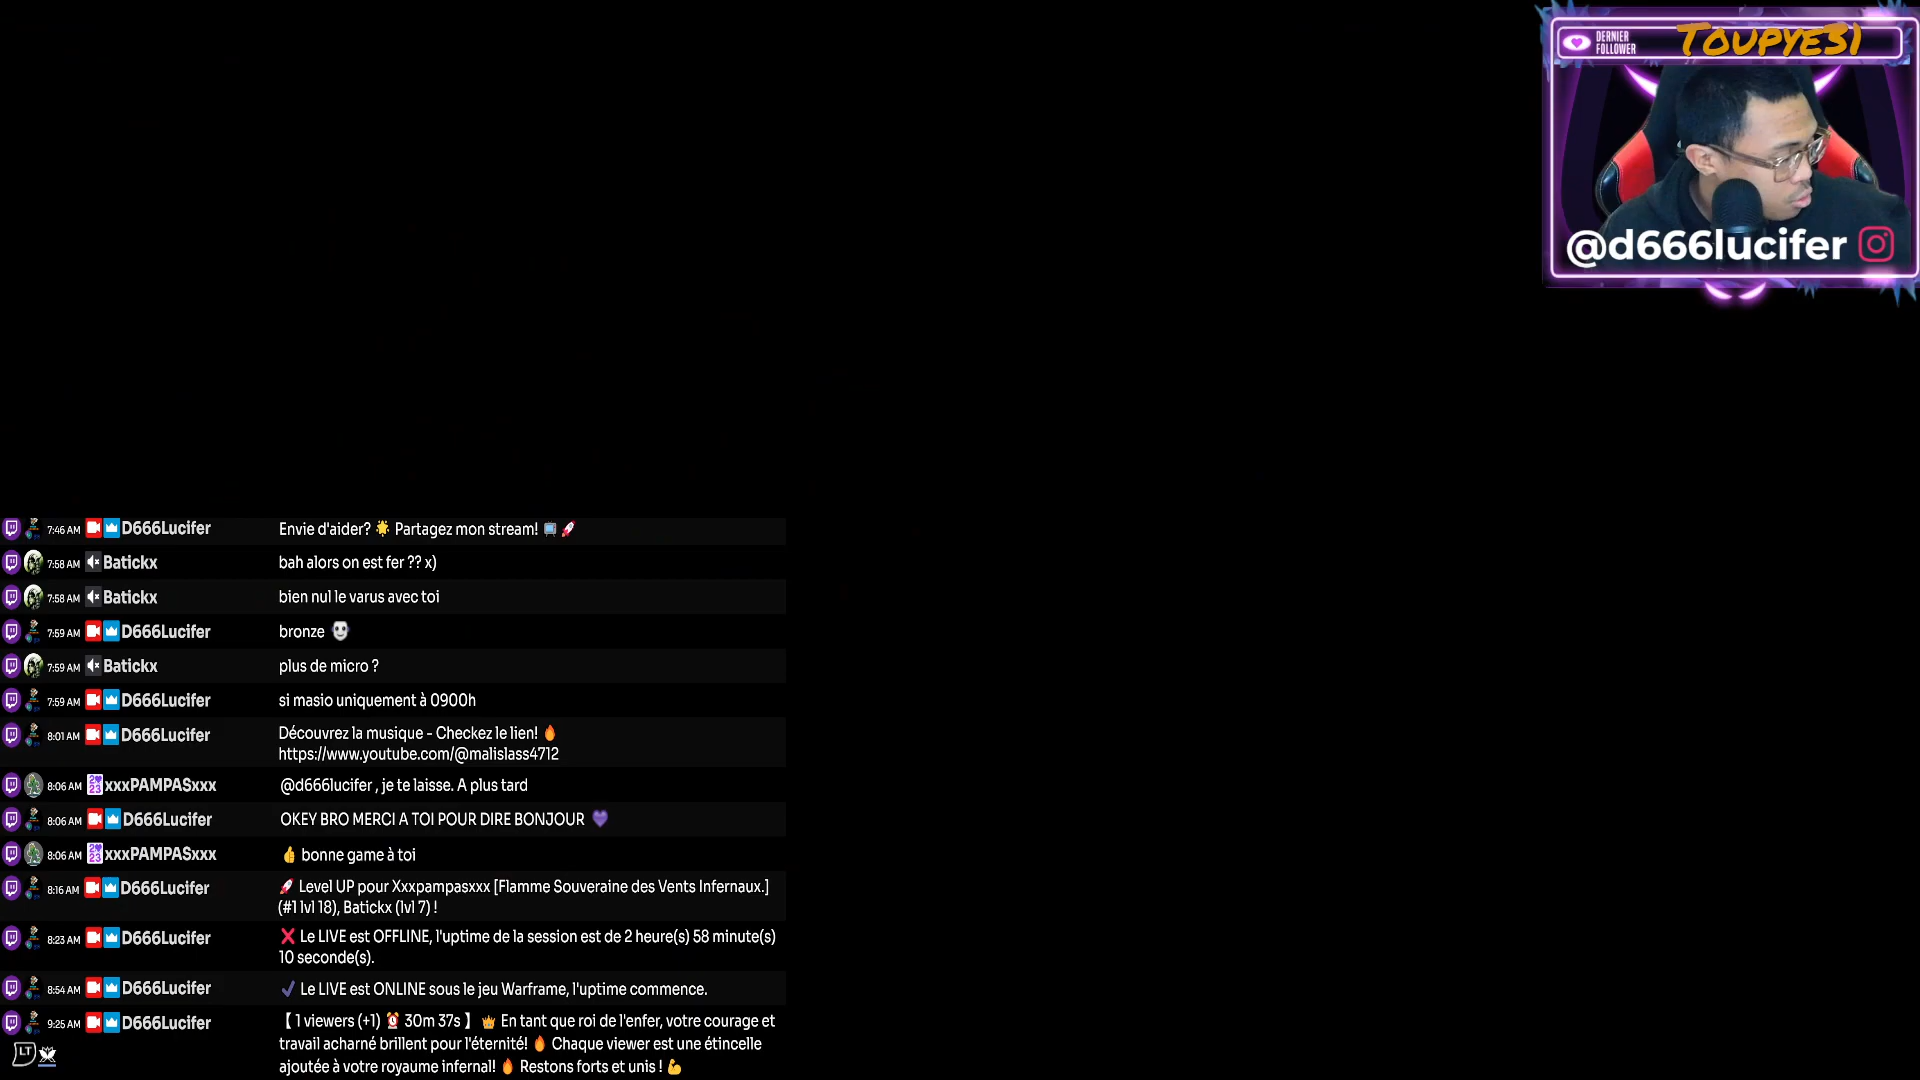 DERNIER
FOLLOWER
TOUPYE31
@d666lucifer
7:46 AM D666Lucifer Envie d'aider? 🌟 Partagez mon stream! 📺 🚀
7:58 AM Batickx bah alors on est fer ?? x)
7:58 AM Batickx bien nul le varus avec toi
7:59 AM D666Lucifer bronze
7:59 AM Batickx plus de micro ?
7:59 AM D666Lucifer si masio uniquement à 0900h
8:01 AM D666Lucifer Découvrez la musique - Checkez le lien! 🔥
https://www.youtube.com/@malislass4712
8:06 AM xxxPAMPASxxx @d666lucifer , je te laisse. A plus tard
8:06 AM D666Lucifer OKEY BRO MERCI A TOI POUR DIRE BONJOUR 💜
8:06 AM xxxPAMPASxxx 👍 bonne game à toi
8:16 AM D666Lucifer 🚀 Level UP pour Xxxpampasxxx [Flamme Souveraine des Vents Infernaux.]
(#1 lvl 18), Batickx (lvl 7) !
8:23 AM D666Lucifer ❌ Le LIVE est OFFLINE, l'uptime de la session est de 2 heure(s) 58 minute(s)
10 seconde(s).
8:54 AM D666Lucifer ✔ Le LIVE est ONLINE sous le jeu Warframe, l'uptime commence.
9:25 AM D666Lucifer 【 1 viewers (+1) ⏰ 30m 37s 】 👑 En tant que roi de l'enfer, votre courage et
travail acharné brillent pour l'éternité! 🔥 Chaque viewer est une étincelle
ajoutée à votre royaume infernal! 🔥 Restons forts et unis ! 💪
LT